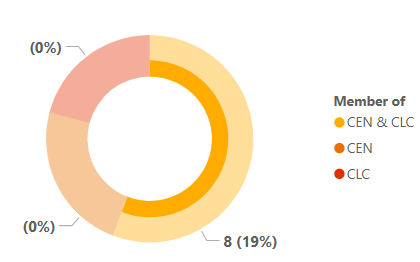 (0%)
Member of
CEN & CLC
CEN
CLC
(0%)
8 (19%)